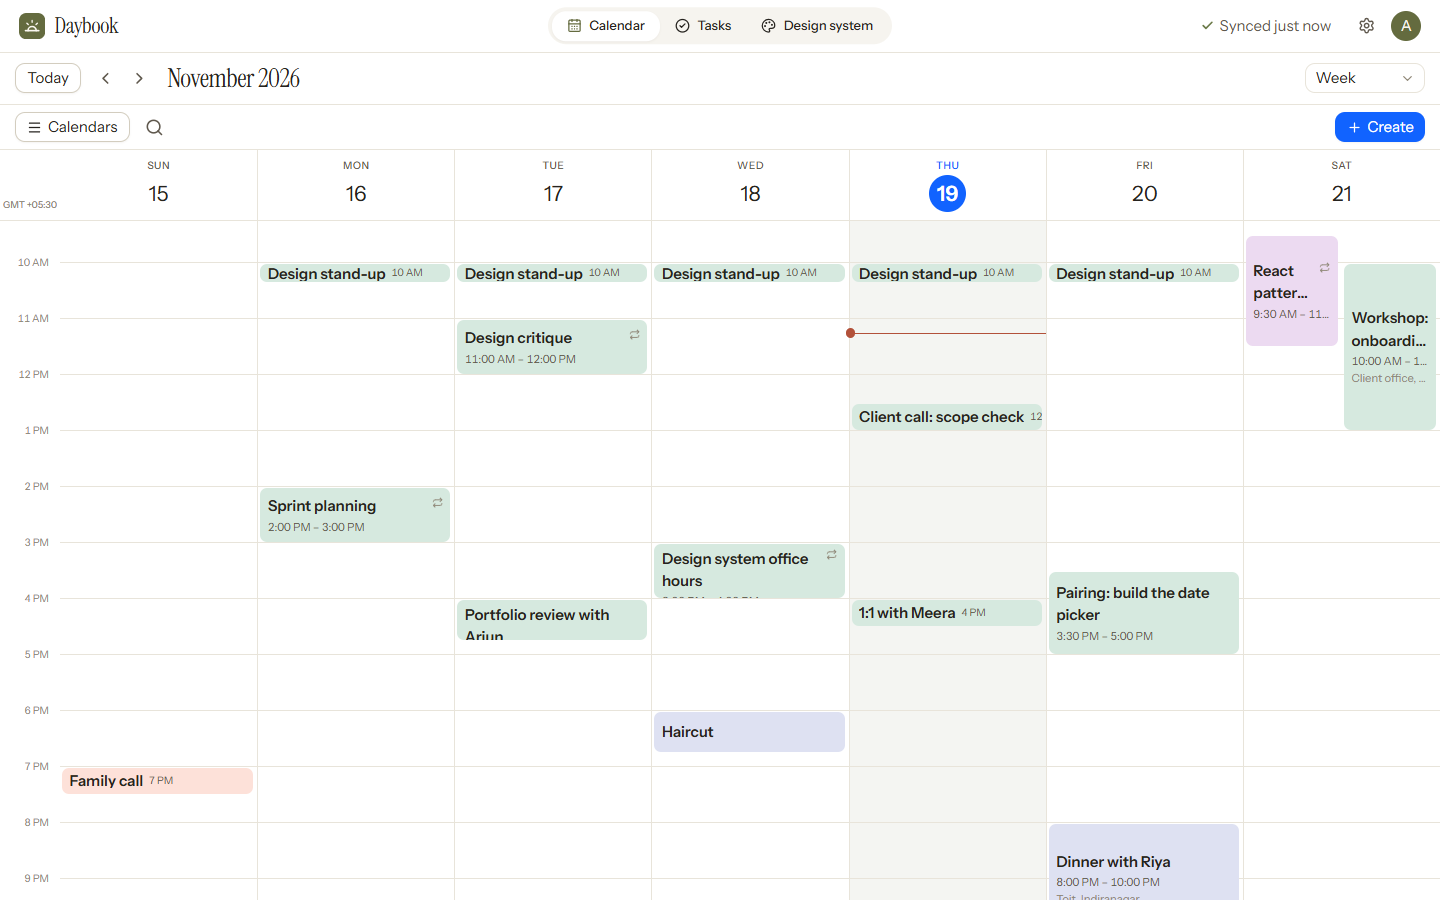 Daybook
Calendar
Tasks
Design system
Synced just now
A
Today
November 2026
Week
Calendars
Create
GMT +05:30
SUN
15
MON
16
TUE
17
WED
18
THU
19
FRI
20
SAT
21
10 AM
11 AM
12 PM
1 PM
2 PM
3 PM
4 PM
5 PM
6 PM
7 PM
8 PM
9 PM
Family call 7 PM
Design stand-up 10 AM
Sprint planning
2:00 PM – 3:00 PM
Design stand-up 10 AM
Design critique
11:00 AM – 12:00 PM
Portfolio review with
Arjun
Design stand-up 10 AM
Design system office
hours
Haircut
Design stand-up 10 AM
Client call: scope check 12
1:1 with Meera 4 PM
Design stand-up 10 AM
Pairing: build the date
picker
3:30 PM – 5:00 PM
Dinner with Riya
8:00 PM – 10:00 PM
Toit, Indiranagar
React
patter...
9:30 AM – 11...
Workshop:
onboardi...
10:00 AM – 1...
Client office, ...